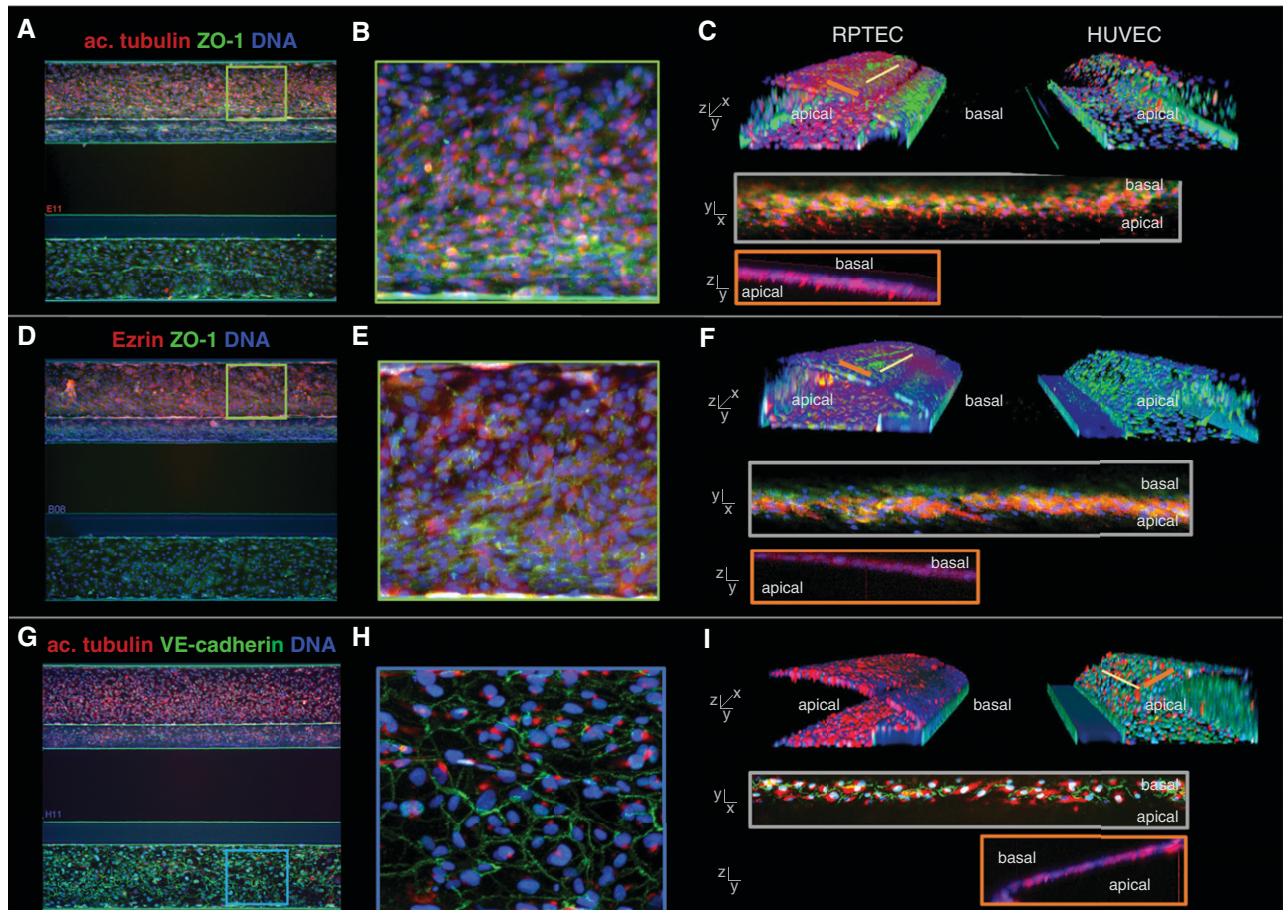 A
ac. tubulin ZO-1 DNA
E11
B
C
RPTEC
HUVEC
z x
y
apical
basal
apical
y
x
basal
apical
z
y
basal
apical
D
Ezrin ZO-1 DNA
B08
E
F
z x
y
apical
basal
apical
y
x
basal
apical
z
y
basal
apical
G
ac. tubulin VE-cadherin DNA
H11
H
I
z x
y
apical
basal
apical
y
x
basal
apical
z
y
basal
apical